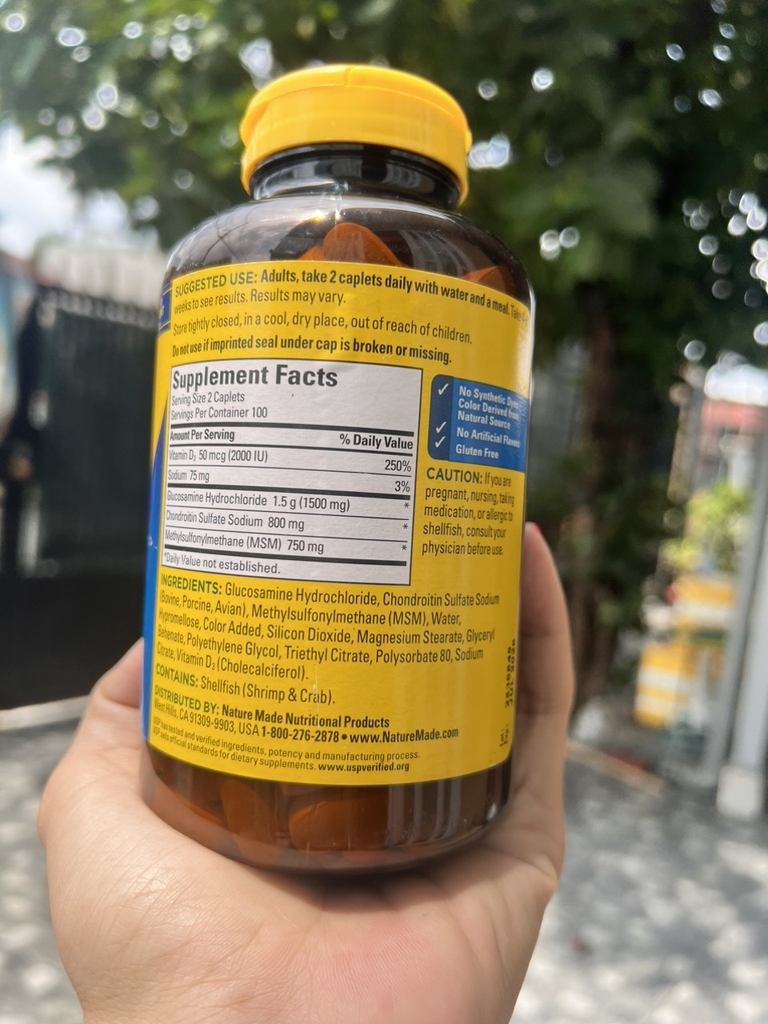 SUGGESTED USE: Adults, take 2 caplets daily with water and a meal. Take
weeks to see results. Results may vary.
Store tightly closed, in a cool, dry place, out of reach of children.
Do not use if imprinted seal under cap is broken or missing.
Supplement Facts
Serving Size 2 Caplets
Servings Per Container 100
Amount Per Serving % Daily Value
Vitamin D₃ 50 mcg (2000 IU) 250%
Sodium 75 mg 3%
Glucosamine Hydrochloride 1.5 g (1500 mg) *
Chondroitin Sulfate Sodium 800 mg *
Methylsulfonylmethane (MSM) 750 mg *
*Daily Value not established.
✓ No Synthetic Dyes
Color Derived from
Natural Source
✓ No Artificial Flavors
✓ Gluten Free
CAUTION: If you are
pregnant, nursing, taking
medication, or allergic to
shellfish, consult your
physician before use.
INGREDIENTS: Glucosamine Hydrochloride, Chondroitin Sulfate Sodium
(Bovine, Porcine, Avian), Methylsulfonylmethane (MSM), Water,
Hypromellose, Color Added, Silicon Dioxide, Magnesium Stearate, Glyceryl
Behenate, Polyethylene Glycol, Triethyl Citrate, Polysorbate 80, Sodium
Citrate, Vitamin D₃ (Cholecalciferol).
CONTAINS: Shellfish (Shrimp & Crab).
DISTRIBUTED BY: Nature Made Nutritional Products
West Hills, CA 91309-9903, USA 1-800-276-2878 • www.NatureMade.com
USP has tested and verified ingredients, potency and manufacturing process.
USP sets official standards for dietary supplements. www.uspverified.org
Lot:
Exp: